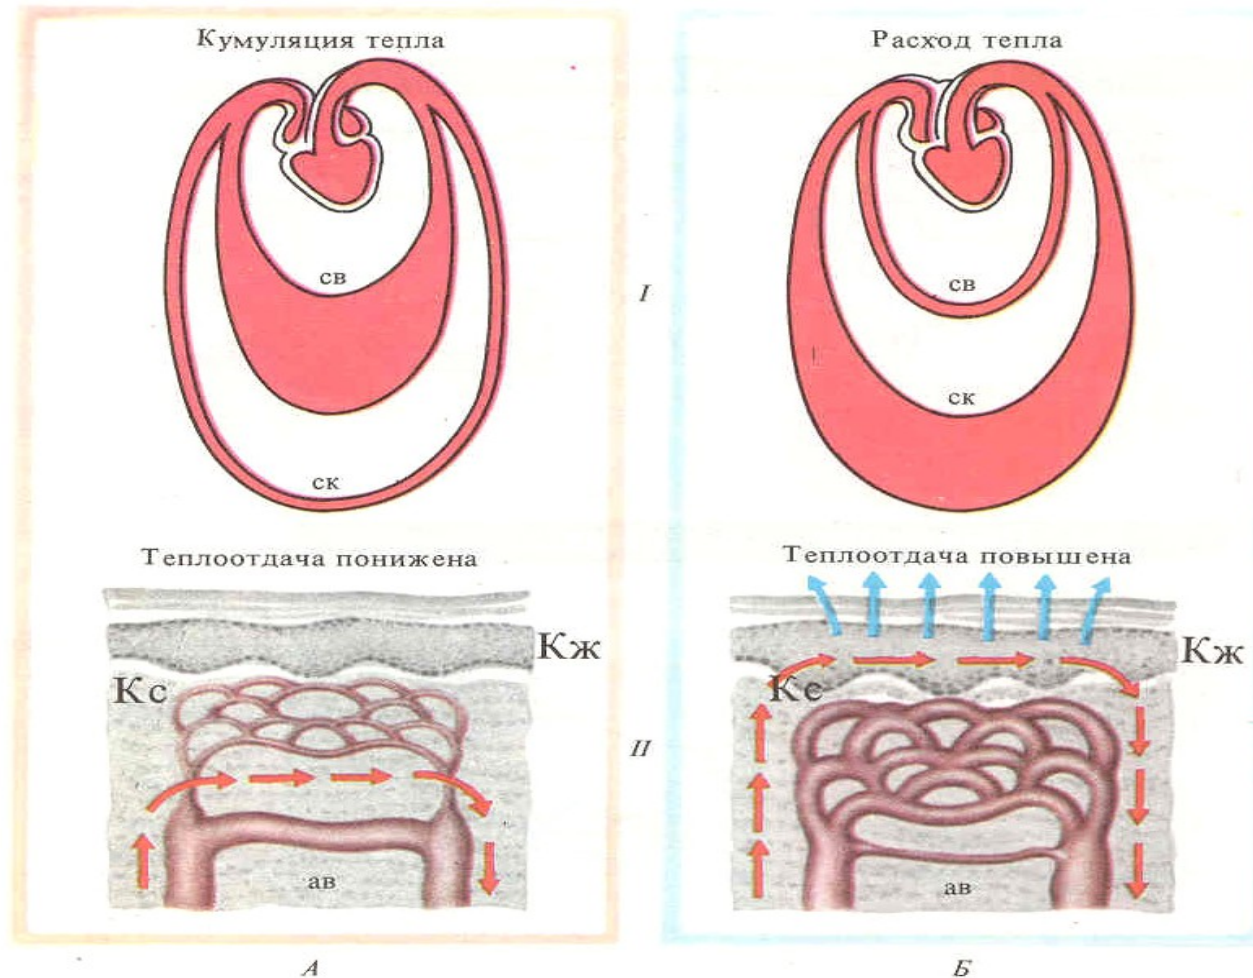 Кумуляция тепла
Расход тепла
св
св
I
ск
ск
Теплоотдача понижена
Теплоотдача повышена
Кж
Кж
Кс
Кс
II
ав
ав
А
Б